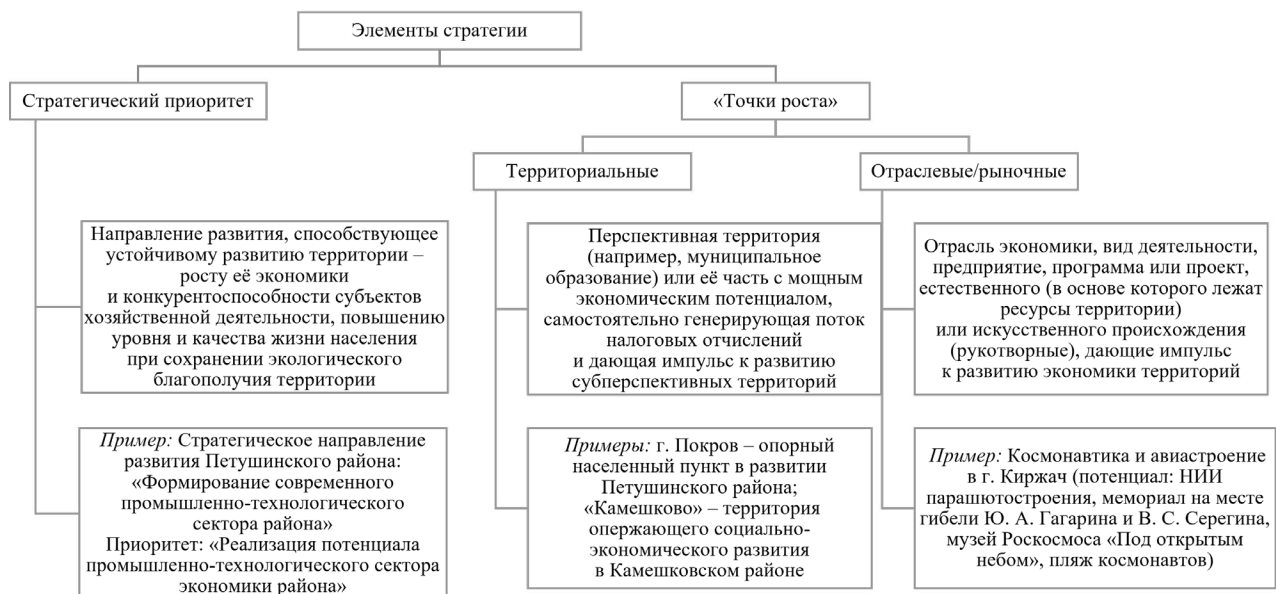 Элементы стратегии
Стратегический приоритет
«Точки роста»
Территориальные
Отраслевые/рыночные
Направление развития, способствующее
устойчивому развитию территории –
росту её экономики
и конкурентоспособности субъектов
хозяйственной деятельности, повышению
уровня и качества жизни населения
при сохранении экологического
благополучия территории
Перспективная территория
(например, муниципальное
образование) или её часть с мощным
экономическим потенциалом,
самостоятельно генерирующая поток
налоговых отчислений
и дающая импульс к развитию
субперспективных территорий
Отрасль экономики, вид деятельности,
предприятие, программа или проект,
естественного (в основе которого лежат
ресурсы территории)
или искусственного происхождения
(рукотворные), дающие импульс
к развитию экономики территорий
Пример: Стратегическое направление
развития Петушинского района:
«Формирование современного
промышленно-технологического
сектора района»
Приоритет: «Реализация потенциала
промышленно-технологического сектора
экономики района»
Примеры: г. Покров – опорный
населенный пункт в развитии
Петушинского района;
«Камешково» – территория
опержающего социально-
экономического развития
в Камешковском районе
Пример: Космонавтика и авиастроение
в г. Киржач (потенциал: НИИ
парашютостроения, мемориал на месте
гибели Ю. А. Гагарина и В. С. Серегина,
музей Роскосмоса «Под открытым
небом», пляж космонавтов)